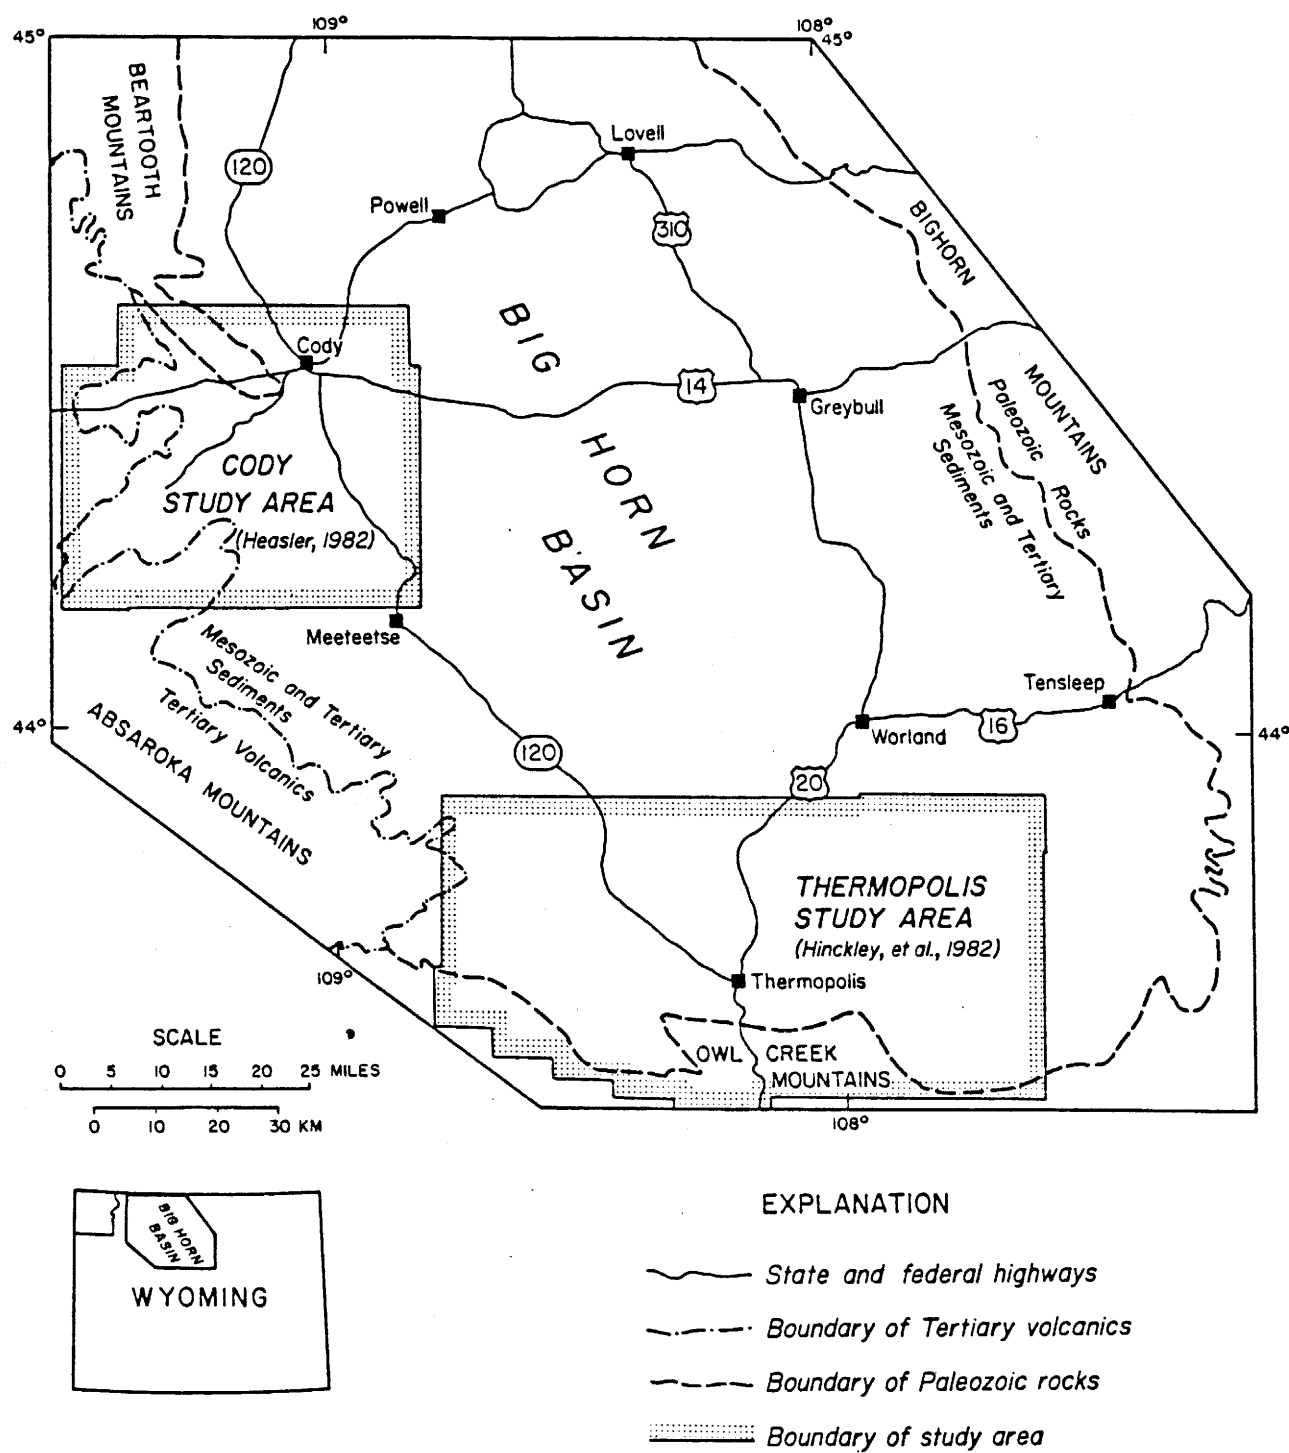 109°
108°
45°
45°
BEARTOOTH
MOUNTAINS
120
Lovell
Powell
310
BIGHORN
MOUNTAINS
BIG
HORN
BASIN
Cody
14
Greybull
Paleozoic Rocks
Mesozoic and Tertiary
Sediments
CODY
STUDY AREA
(Heasler, 1982)
Meeteetse
Mesozoic and Tertiary
Sediments
Tertiary Volcanics
ABSAROKA MOUNTAINS
Tensleep
44°
44°
120
Worland
16
20
THERMOPOLIS
STUDY AREA
(Hinckley, et al., 1982)
Thermopolis
109°
OWL CREEK
MOUNTAINS
108°
SCALE
0 5 10 15 20 25 MILES
0 10 20 30 KM
BIG HORN
BASIN
WYOMING
EXPLANATION
State and federal highways
Boundary of Tertiary volcanics
Boundary of Paleozoic rocks
Boundary of study area